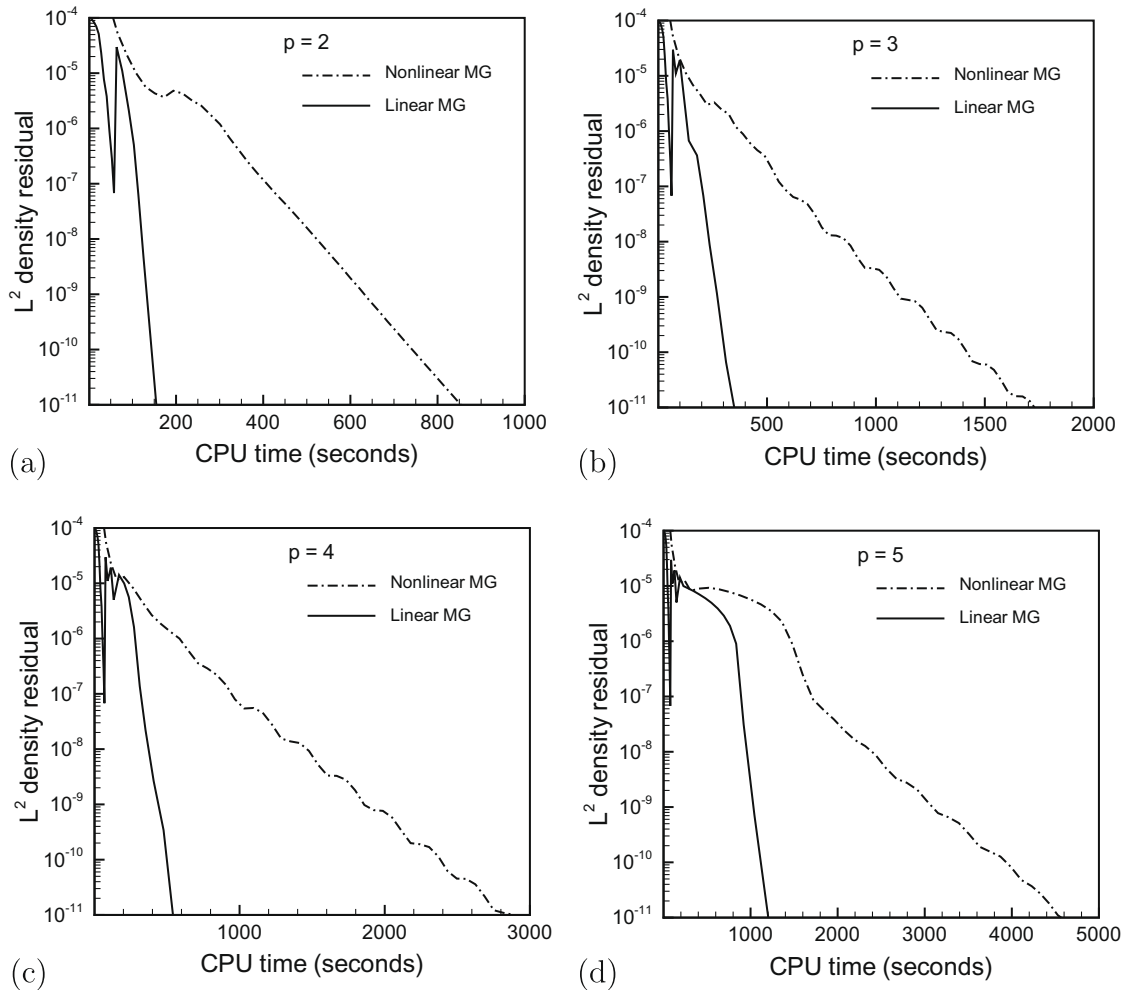 p = 2
Nonlinear MG
Linear MG
L² density residual
10⁻⁴
10⁻⁵
10⁻⁶
10⁻⁷
10⁻⁸
10⁻⁹
10⁻¹⁰
10⁻¹¹
200 400 600 800 1000
CPU time (seconds)
(a)
p = 3
Nonlinear MG
Linear MG
L² density residual
10⁻⁴
10⁻⁵
10⁻⁶
10⁻⁷
10⁻⁸
10⁻⁹
10⁻¹⁰
10⁻¹¹
500 1000 1500 2000
CPU time (seconds)
(b)
p = 4
Nonlinear MG
Linear MG
L² density residual
10⁻⁴
10⁻⁵
10⁻⁶
10⁻⁷
10⁻⁸
10⁻⁹
10⁻¹⁰
10⁻¹¹
1000 2000 3000
CPU time (seconds)
(c)
p = 5
Nonlinear MG
Linear MG
L² density residual
10⁻⁴
10⁻⁵
10⁻⁶
10⁻⁷
10⁻⁸
10⁻⁹
10⁻¹⁰
10⁻¹¹
1000 2000 3000 4000 5000
CPU time (seconds)
(d)